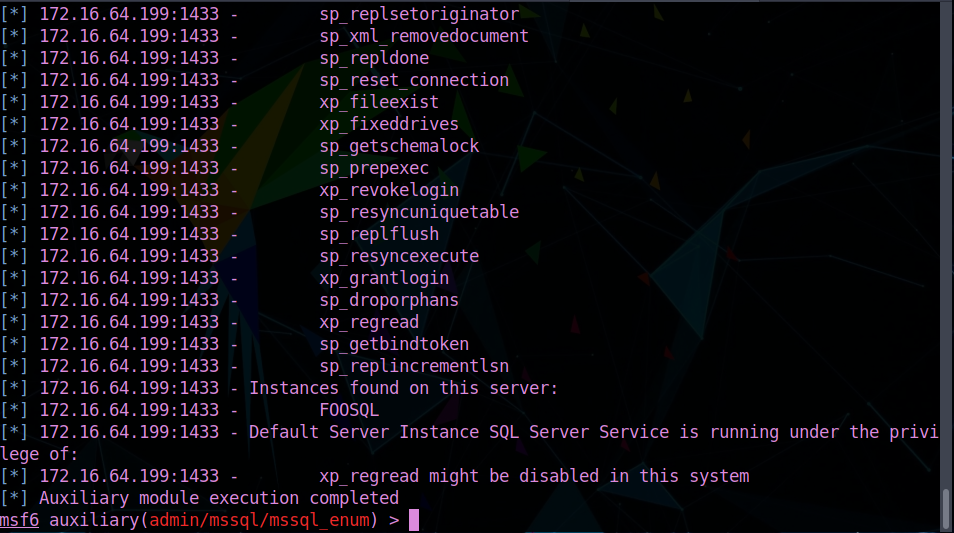 [*] 172.16.64.199:1433 -        sp_replsetoriginator
[*] 172.16.64.199:1433 -        sp_xml_removedocument
[*] 172.16.64.199:1433 -        sp_repldone
[*] 172.16.64.199:1433 -        sp_reset_connection
[*] 172.16.64.199:1433 -        xp_fileexist
[*] 172.16.64.199:1433 -        xp_fixeddrives
[*] 172.16.64.199:1433 -        sp_getschemalock
[*] 172.16.64.199:1433 -        sp_prepexec
[*] 172.16.64.199:1433 -        xp_revokelogin
[*] 172.16.64.199:1433 -        sp_resyncuniquetable
[*] 172.16.64.199:1433 -        sp_replflush
[*] 172.16.64.199:1433 -        sp_resyncexecute
[*] 172.16.64.199:1433 -        xp_grantlogin
[*] 172.16.64.199:1433 -        sp_droporphans
[*] 172.16.64.199:1433 -        xp_regread
[*] 172.16.64.199:1433 -        sp_getbindtoken
[*] 172.16.64.199:1433 -        sp_replincrementlsn
[*] 172.16.64.199:1433 - Instances found on this server:
[*] 172.16.64.199:1433 -        FOOSQL
[*] 172.16.64.199:1433 - Default Server Instance SQL Server Service is running under the privi
lege of:
[*] 172.16.64.199:1433 -        xp_regread might be disabled in this system
[*] Auxiliary module execution completed
msf6 auxiliary(admin/mssql/mssql_enum) >